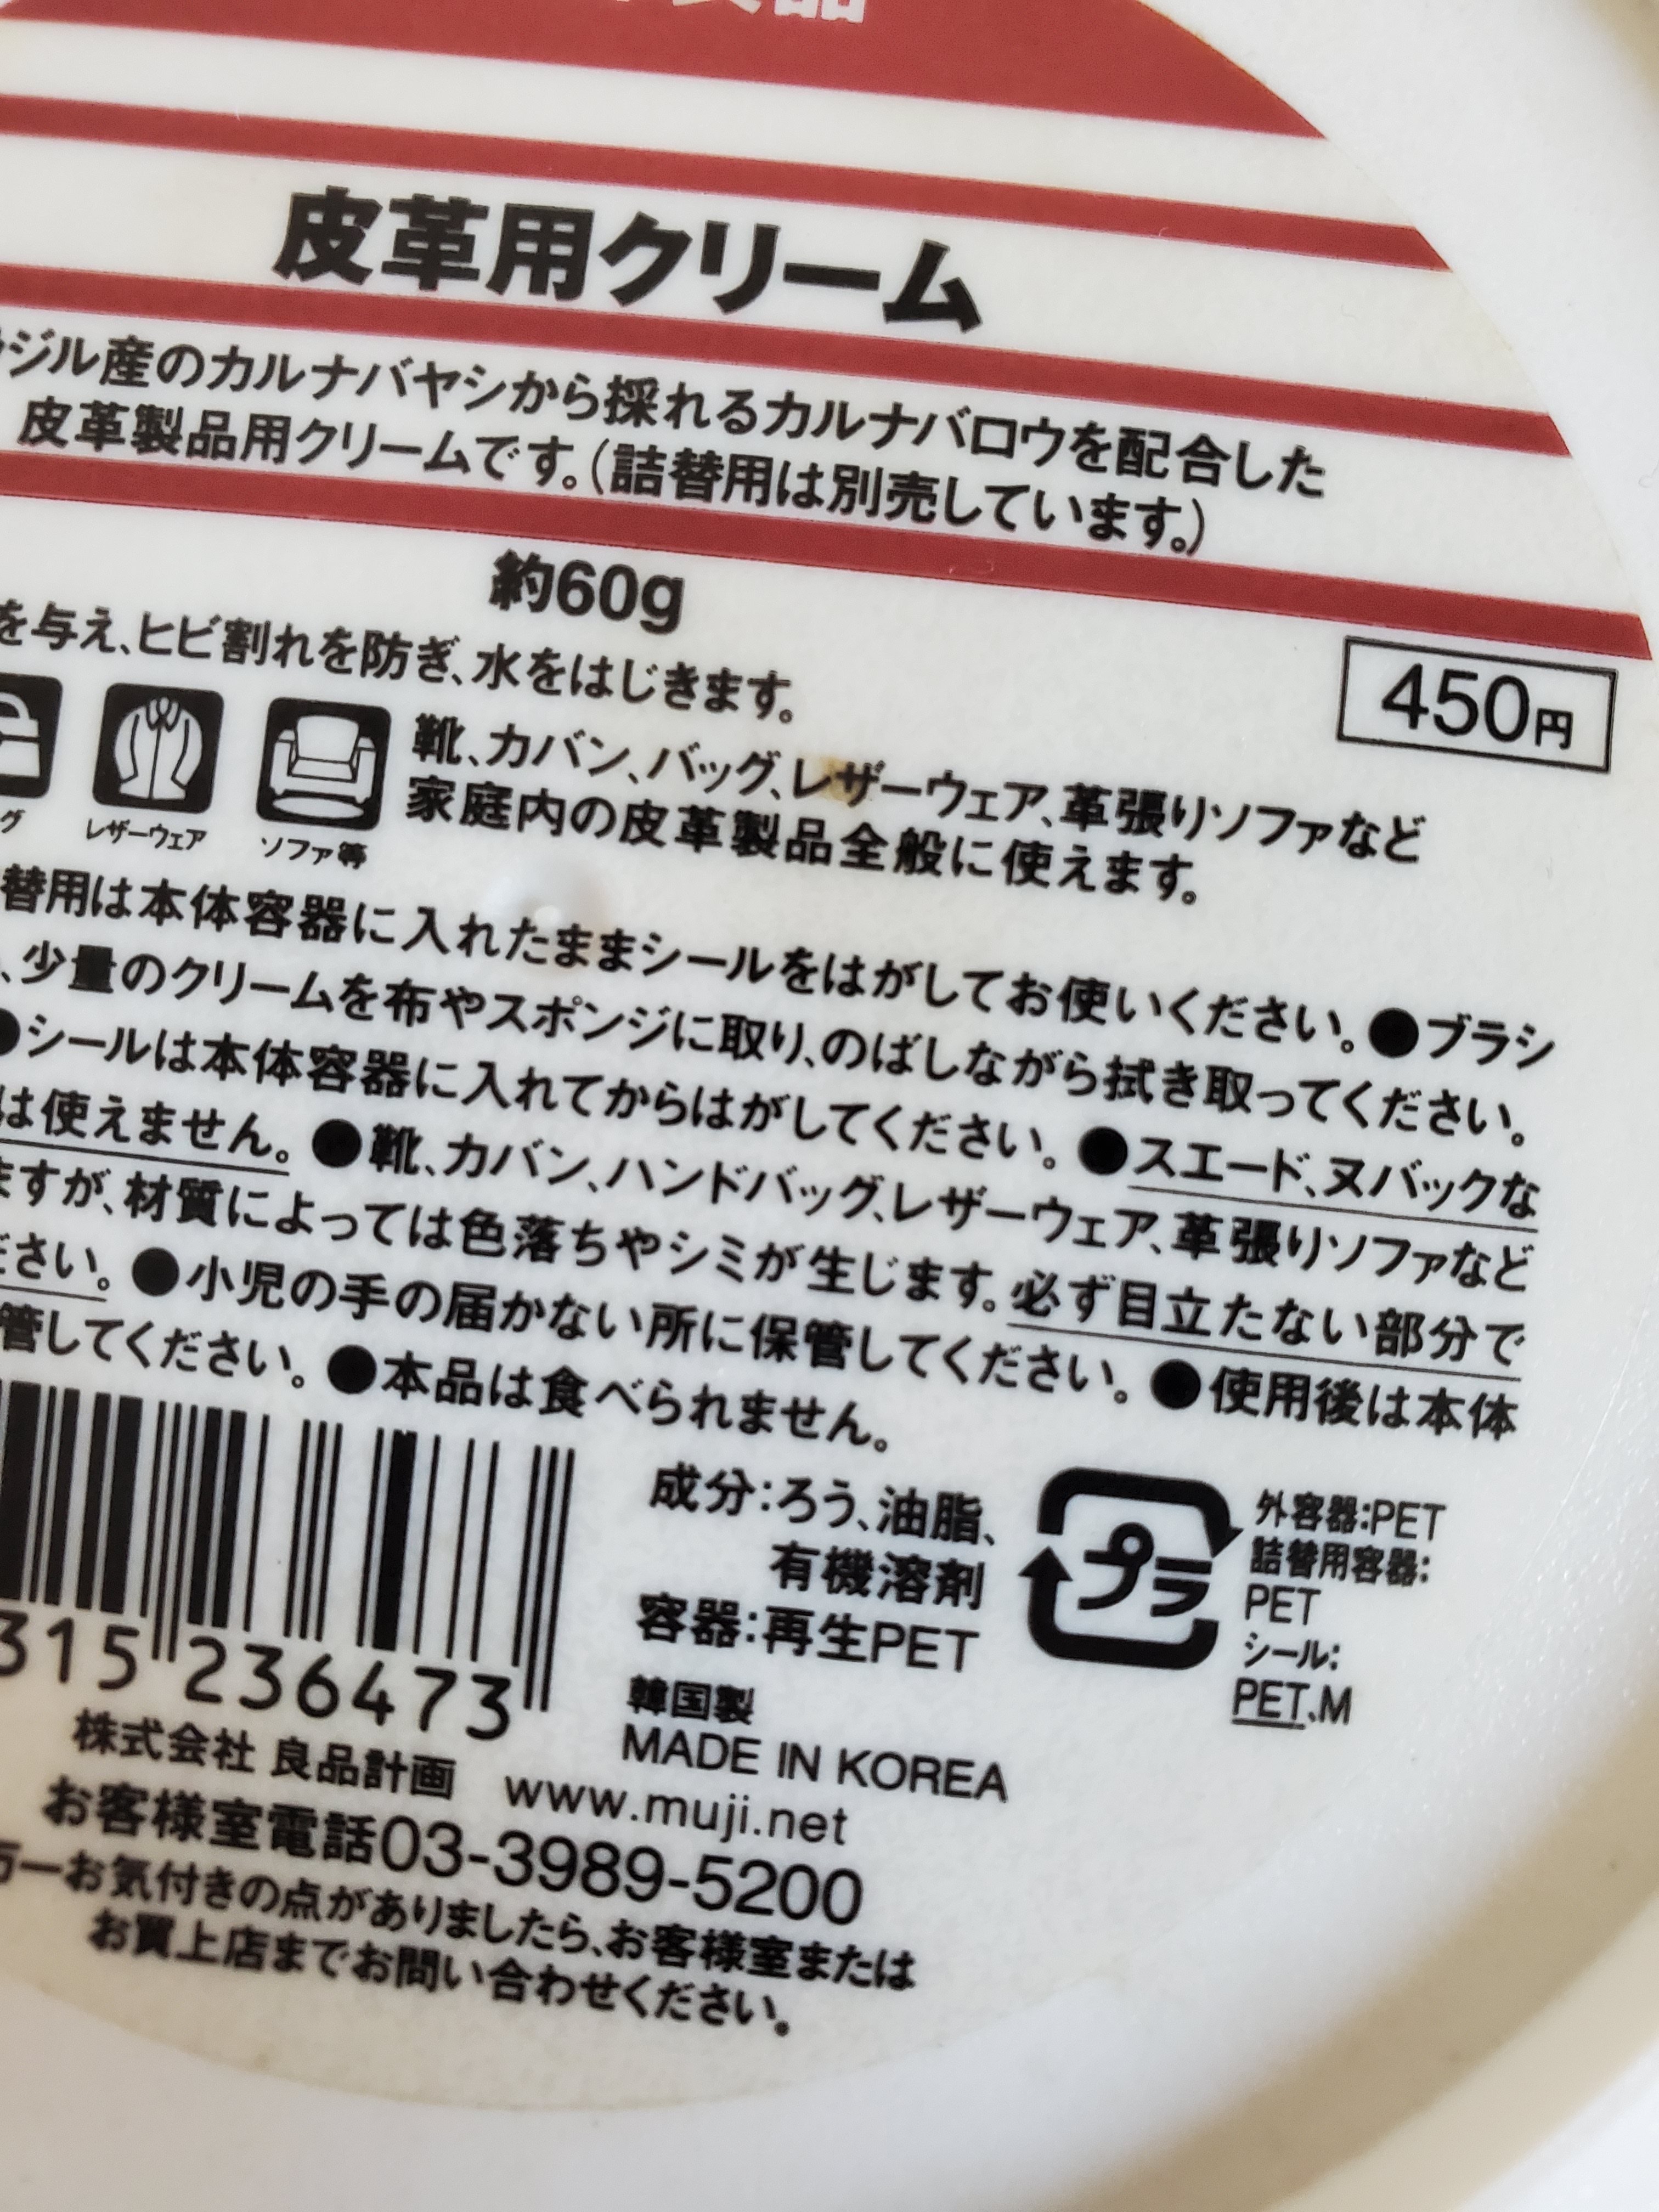 良品
皮革用クリーム
ジル産のカルナバヤシから採れるカルナバロウを配合した
皮革製品用クリームです。(詰替用は別売しています。)
約60g
を与え、ヒビ割れを防ぎ、水をはじきます。
450円
靴、カバン、バッグ、レザーウェア、革張りソファなど
家庭内の皮革製品全般に使えます。
グ レザーウェア ソファ等
替用は本体容器に入れたままシールをはがしてお使いください。●ブラシ
、少量のクリームを布やスポンジに取り、のばしながら拭き取ってください。
●シールは本体容器に入れてからはがしてください。●スエード、ヌバックな
は使えません。●靴、カバン、ハンドバッグ、レザーウェア、革張りソファなど
ますが、材質によっては色落ちやシミが生じます。必ず目立たない部分で
ださい。●小児の手の届かない所に保管してください。●使用後は本体
管してください。●本品は食べられません。
315236473
成分:ろう、油脂、
有機溶剤
容器:再生PET
韓国製
MADE IN KOREA
プラ
外容器:PET
詰替用容器:
PET
シール:
PET、M
株式会社 良品計画 www.muji.net
お客様室電話03-3989-5200
万一お気付きの点がありましたら、お客様室または
お買上店までお問い合わせください。